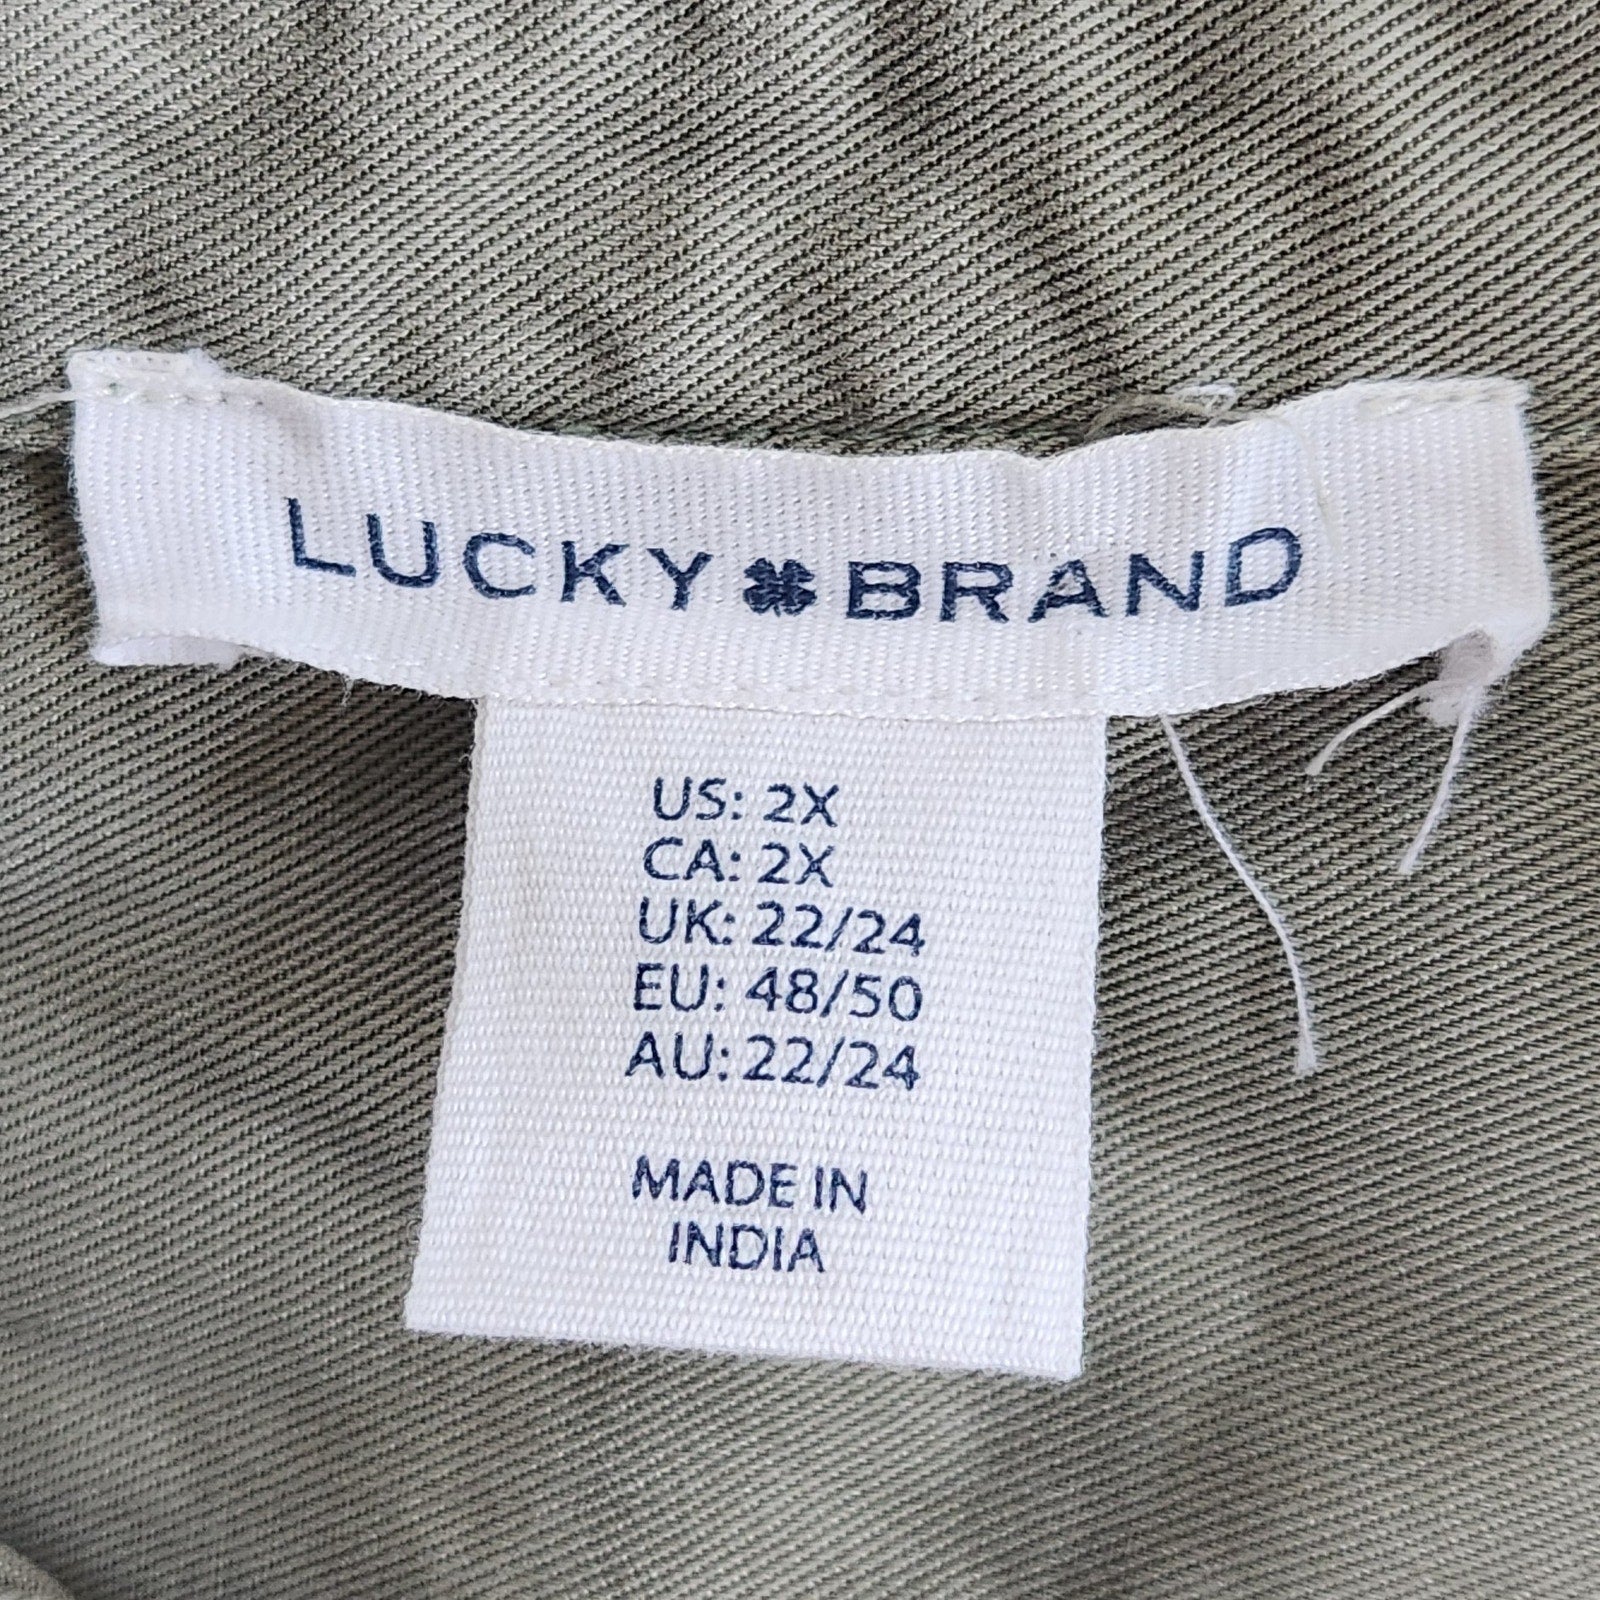 LUCKY BRAND
US: 2X
CA: 2X
UK: 22/24
EU: 48/50
AU: 22/24
MADE IN
INDIA